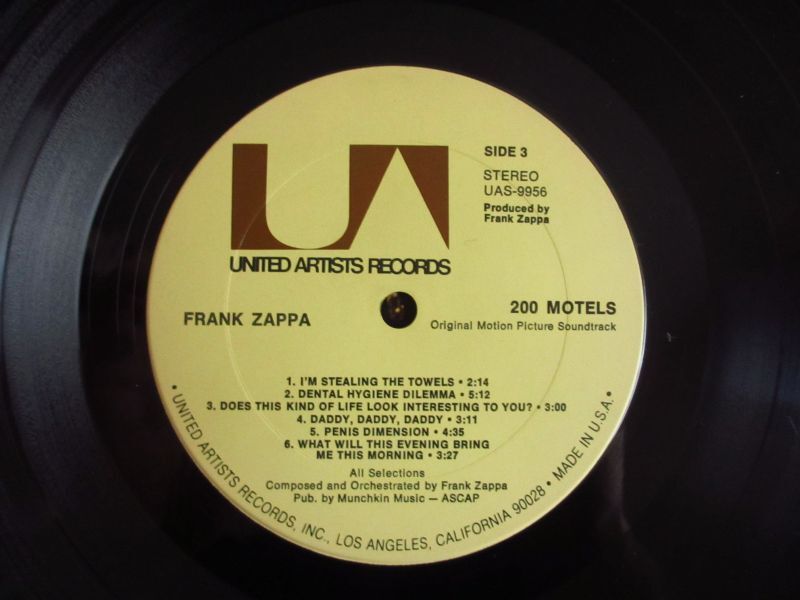 UA
SIDE 3
STEREO
UAS-9956
Produced by
Frank Zappa
UNITED ARTISTS RECORDS
FRANK ZAPPA
200 MOTELS
Original Motion Picture Soundtrack
1. I'M STEALING THE TOWELS • 2:14
2. DENTAL HYGIENE DILEMMA • 5:12
3. DOES THIS KIND OF LIFE LOOK INTERESTING TO YOU? • 3:00
4. DADDY, DADDY, DADDY • 3:11
5. PENIS DIMENSION • 4:35
6. WHAT WILL THIS EVENING BRING
ME THIS MORNING • 3:27
All Selections
Composed and Orchestrated by Frank Zappa
Pub. by Munchkin Music — ASCAP
• UNITED ARTISTS RECORDS, INC., LOS ANGELES, CALIFORNIA 90028 • MADE IN U.S.A. •